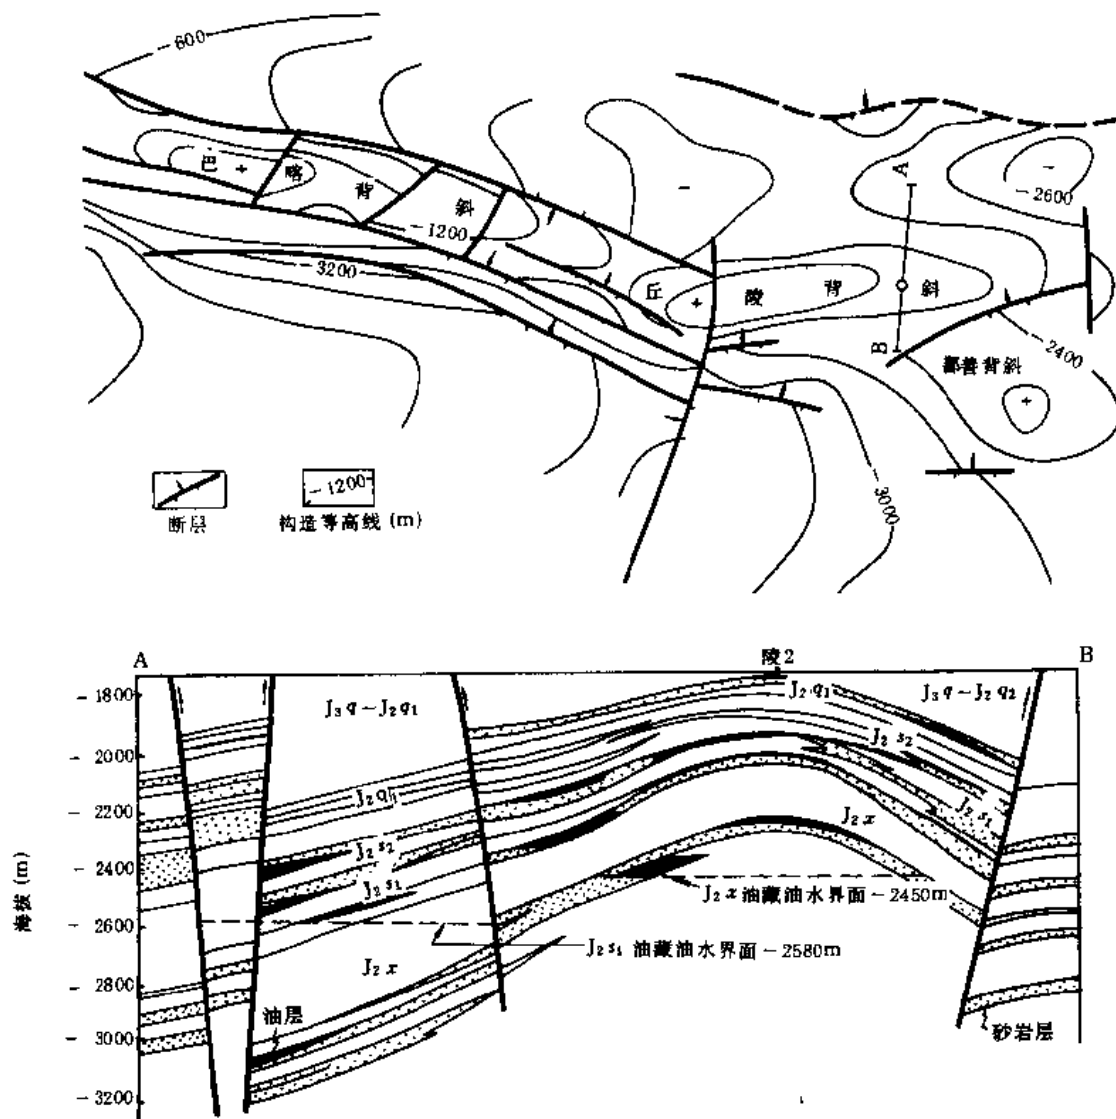 -600
巴 喀 背 斜
-1200
3200
丘 陵 背 斜
A
B
-2600
-2400
鄯善背斜
-3000
断层
-1200
构造等高线 (m)
A
陵2
B
海拔 (m)
-1800
-2000
-2200
-2400
-2600
-2800
-3000
-3200
J₃q－J₂q₁
J₂q₁
J₃q－J₂q₂
J₂s₂
J₂q₁
J₂s₂
J₂s₁
J₂s₁
J₂x
J₂x
J₂x 油藏油水界面－2450m
J₂s₁ 油藏油水界面－2580m
油层
砂岩层